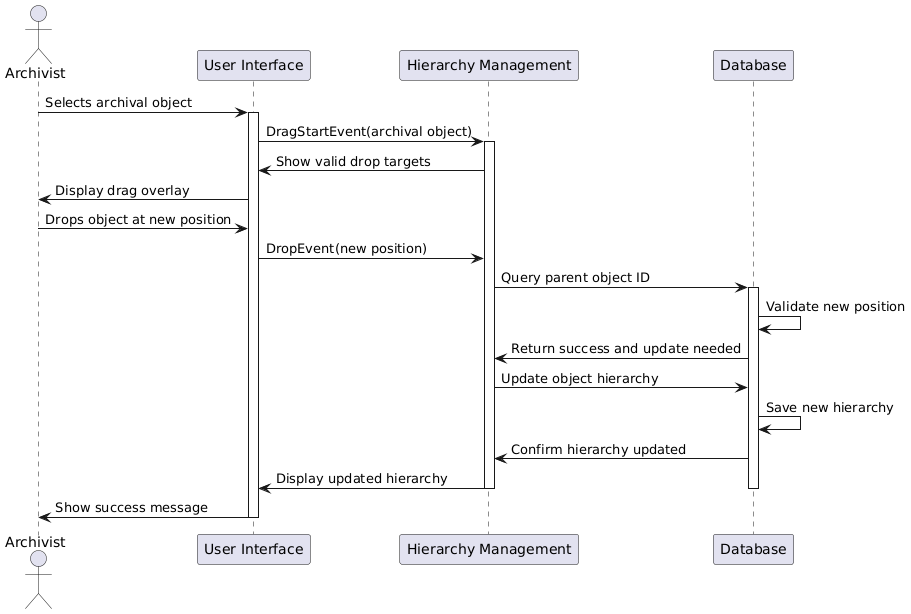 Archivist
User Interface
Hierarchy Management
Database
Selects archival object
DragStartEvent(archival object)
Show valid drop targets
Display drag overlay
Drops object at new position
DropEvent(new position)
Query parent object ID
Validate new position
Return success and update needed
Update object hierarchy
Save new hierarchy
Confirm hierarchy updated
Display updated hierarchy
Show success message
Archivist
User Interface
Hierarchy Management
Database